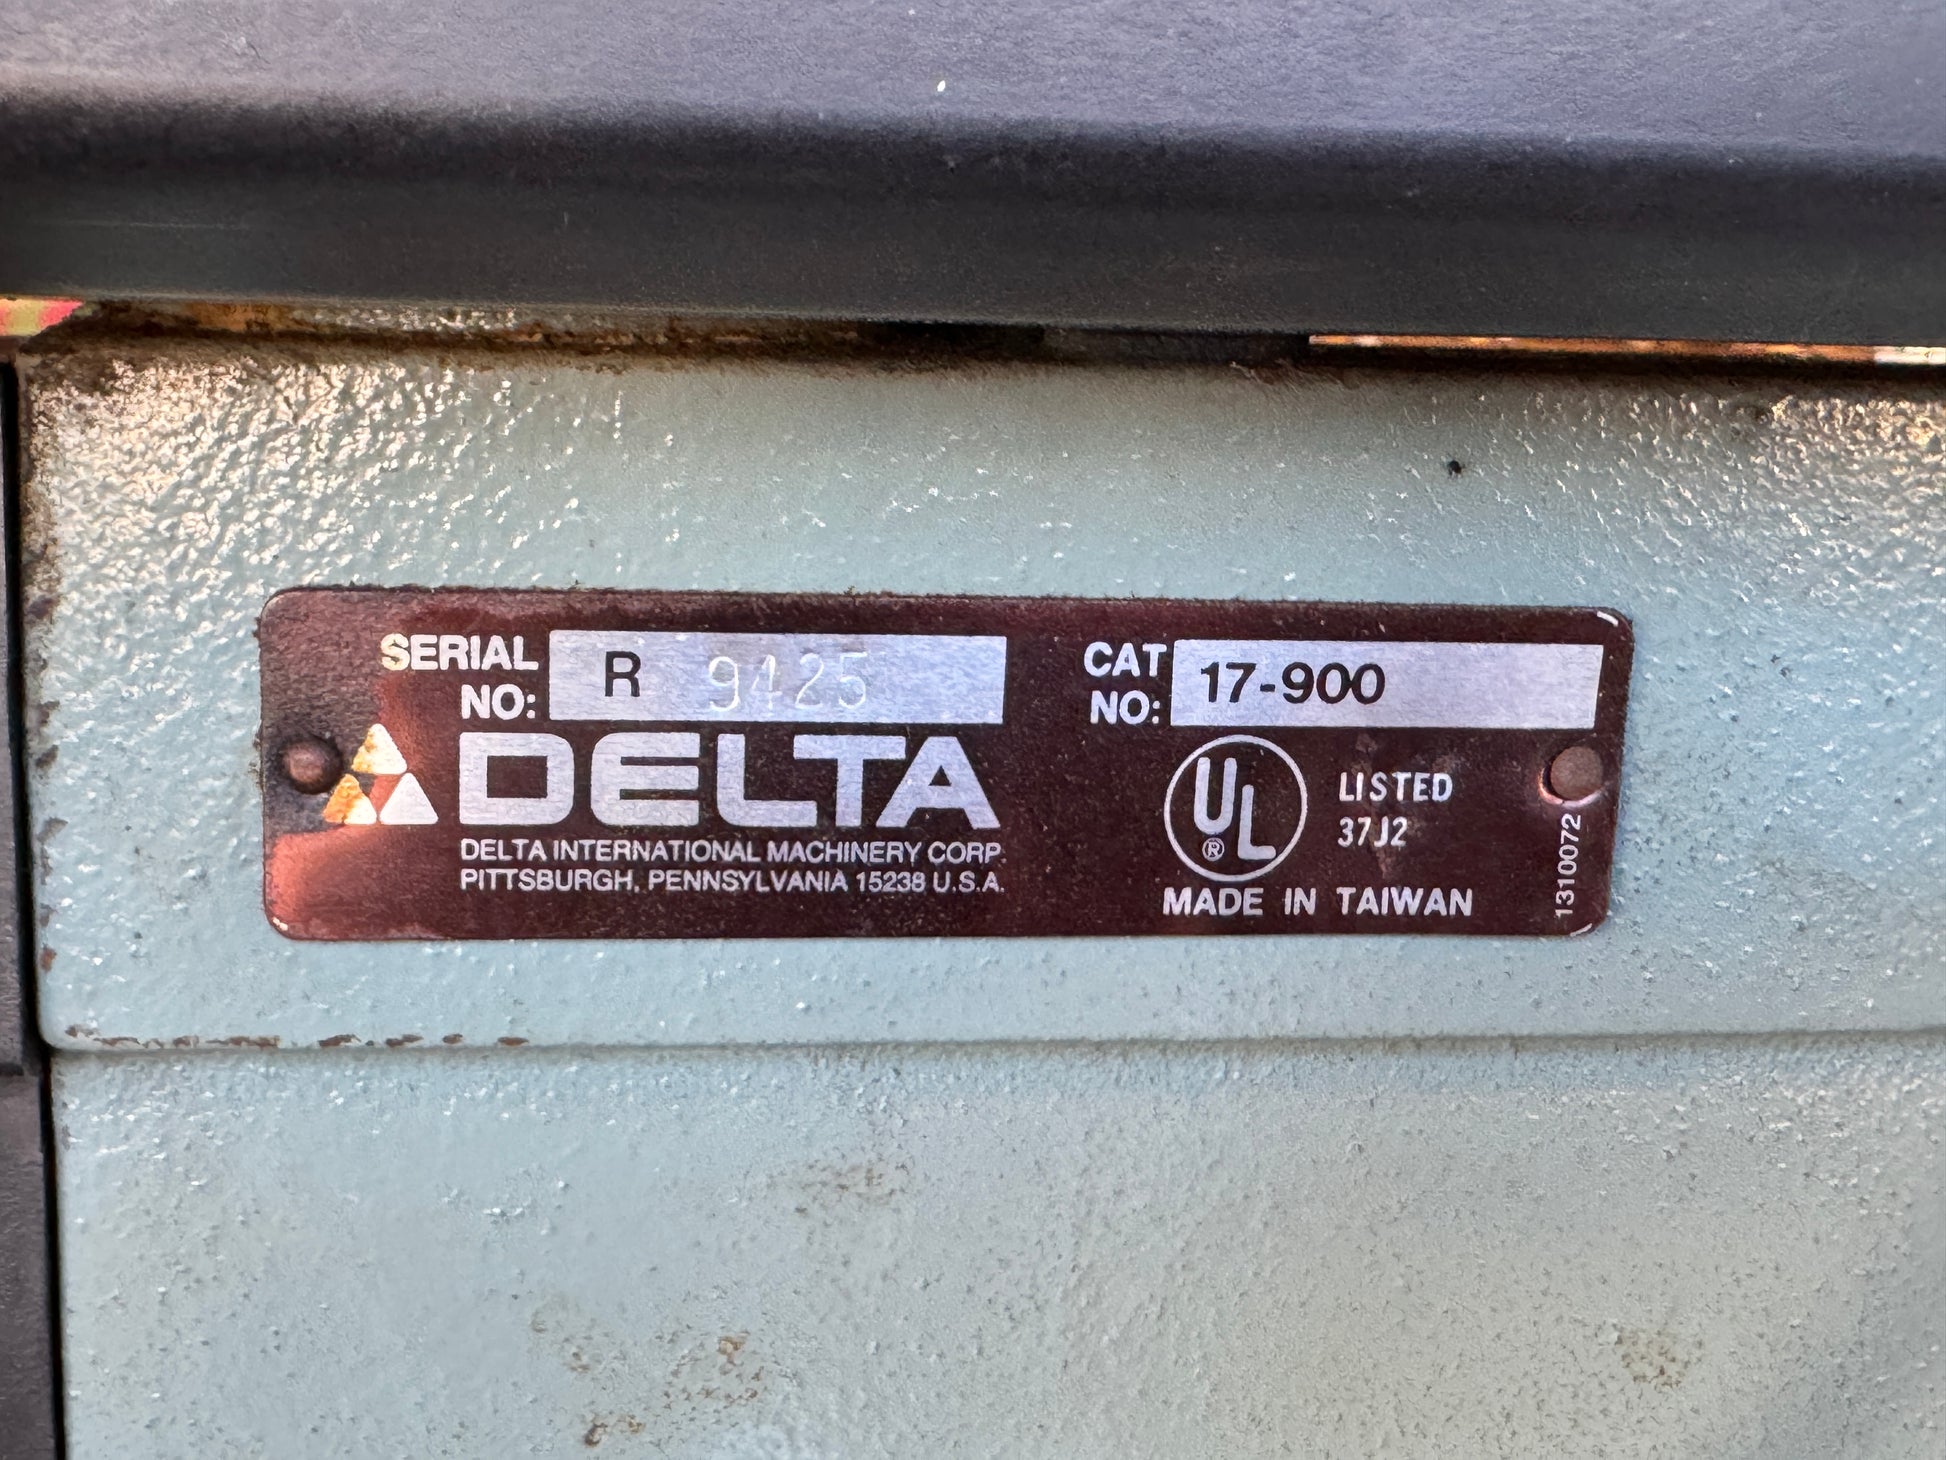 SERIAL NO: R 9425
CAT NO: 17-900
DELTA
DELTA INTERNATIONAL MACHINERY CORP.
PITTSBURGH, PENNSYLVANIA 15238 U.S.A.
UL
®
LISTED
37J2
MADE IN TAIWAN
1310072